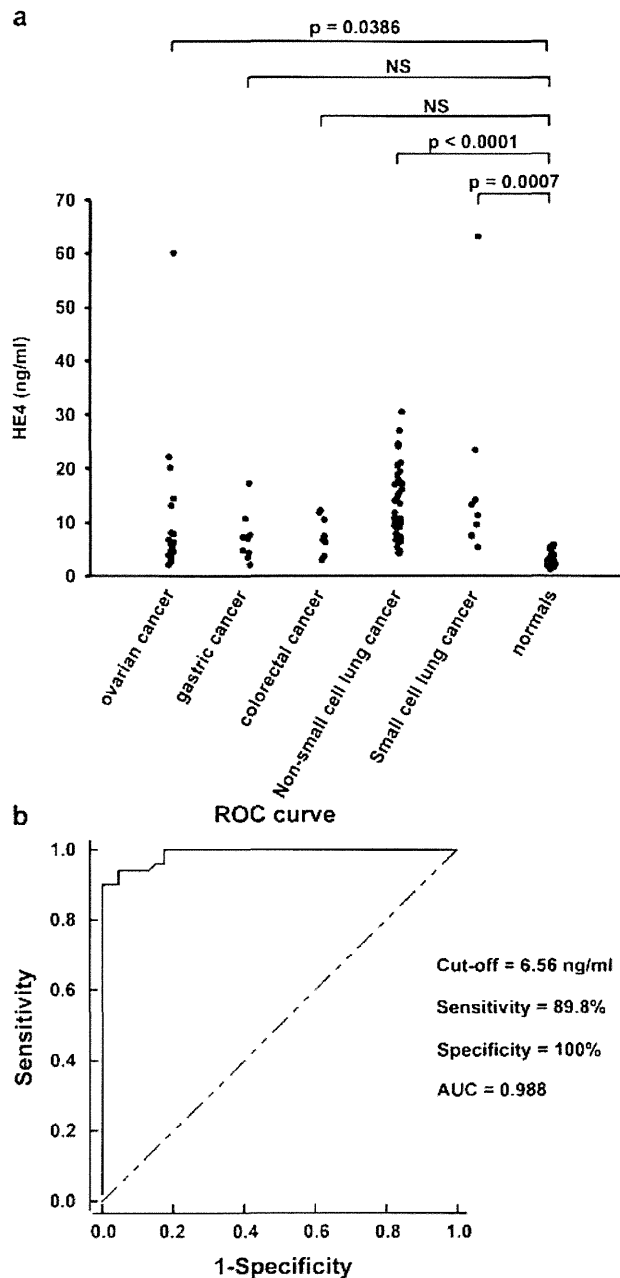 a
p = 0.0386
NS
NS
p < 0.0001
p = 0.0007
70
60
50
40
30
20
10
0
HE4 (ng/ml)
ovarian cancer
gastric cancer
colorectal cancer
Non-small cell lung cancer
Small cell lung cancer
normals
b
ROC curve
1.0
0.8
0.6
0.4
0.2
0.0
Sensitivity
Cut-off = 6.56 ng/ml
Sensitivity = 89.8%
Specificity = 100%
AUC = 0.988
0.0 0.2 0.4 0.6 0.8 1.0
1-Specificity